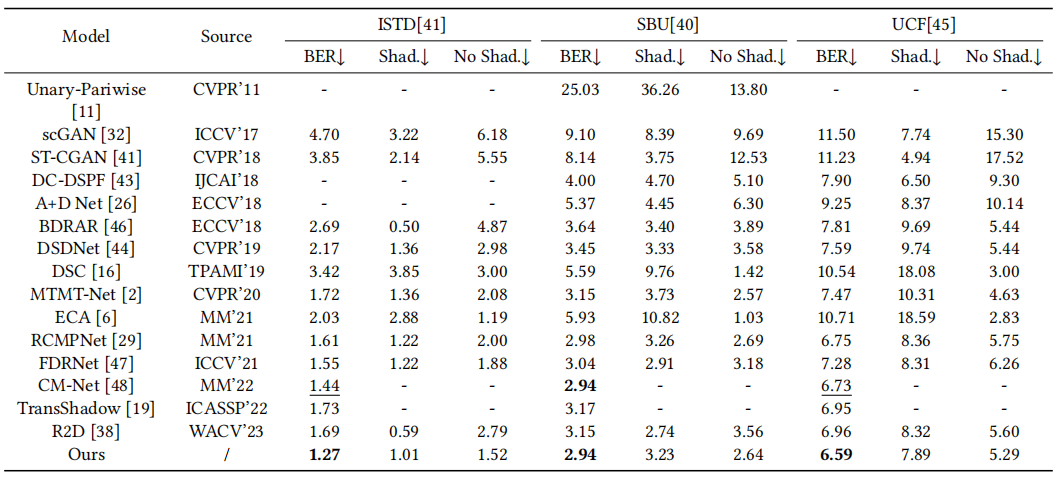 Model Source ISTD[41] SBU[40] UCF[45]
BER↓ Shad.↓ No Shad.↓ BER↓ Shad.↓ No Shad.↓ BER↓ Shad.↓ No Shad.↓
Unary-Pariwise CVPR'11 - - - 25.03 36.26 13.80 - - -
[11]
scGAN [32] ICCV'17 4.70 3.22 6.18 9.10 8.39 9.69 11.50 7.74 15.30
ST-CGAN [41] CVPR'18 3.85 2.14 5.55 8.14 3.75 12.53 11.23 4.94 17.52
DC-DSPF [43] IJCAI'18 - - - 4.00 4.70 5.10 7.90 6.50 9.30
A+D Net [26] ECCV'18 - - - 5.37 4.45 6.30 9.25 8.37 10.14
BDRAR [46] ECCV'18 2.69 0.50 4.87 3.64 3.40 3.89 7.81 9.69 5.44
DSDNet [44] CVPR'19 2.17 1.36 2.98 3.45 3.33 3.58 7.59 9.74 5.44
DSC [16] TPAMI'19 3.42 3.85 3.00 5.59 9.76 1.42 10.54 18.08 3.00
MTMT-Net [2] CVPR'20 1.72 1.36 2.08 3.15 3.73 2.57 7.47 10.31 4.63
ECA [6] MM'21 2.03 2.88 1.19 5.93 10.82 1.03 10.71 18.59 2.83
RCMPNet [29] MM'21 1.61 1.22 2.00 2.98 3.26 2.69 6.75 8.36 5.75
FDRNet [47] ICCV'21 1.55 1.22 1.88 3.04 2.91 3.18 7.28 8.31 6.26
CM-Net [48] MM'22 1.44 - - 2.94 - - 6.73 - -
TransShadow [19] ICASSP'22 1.73 - - 3.17 - - 6.95 - -
R2D [38] WACV'23 1.69 0.59 2.79 3.15 2.74 3.56 6.96 8.32 5.60
Ours / 1.27 1.01 1.52 2.94 3.23 2.64 6.59 7.89 5.29